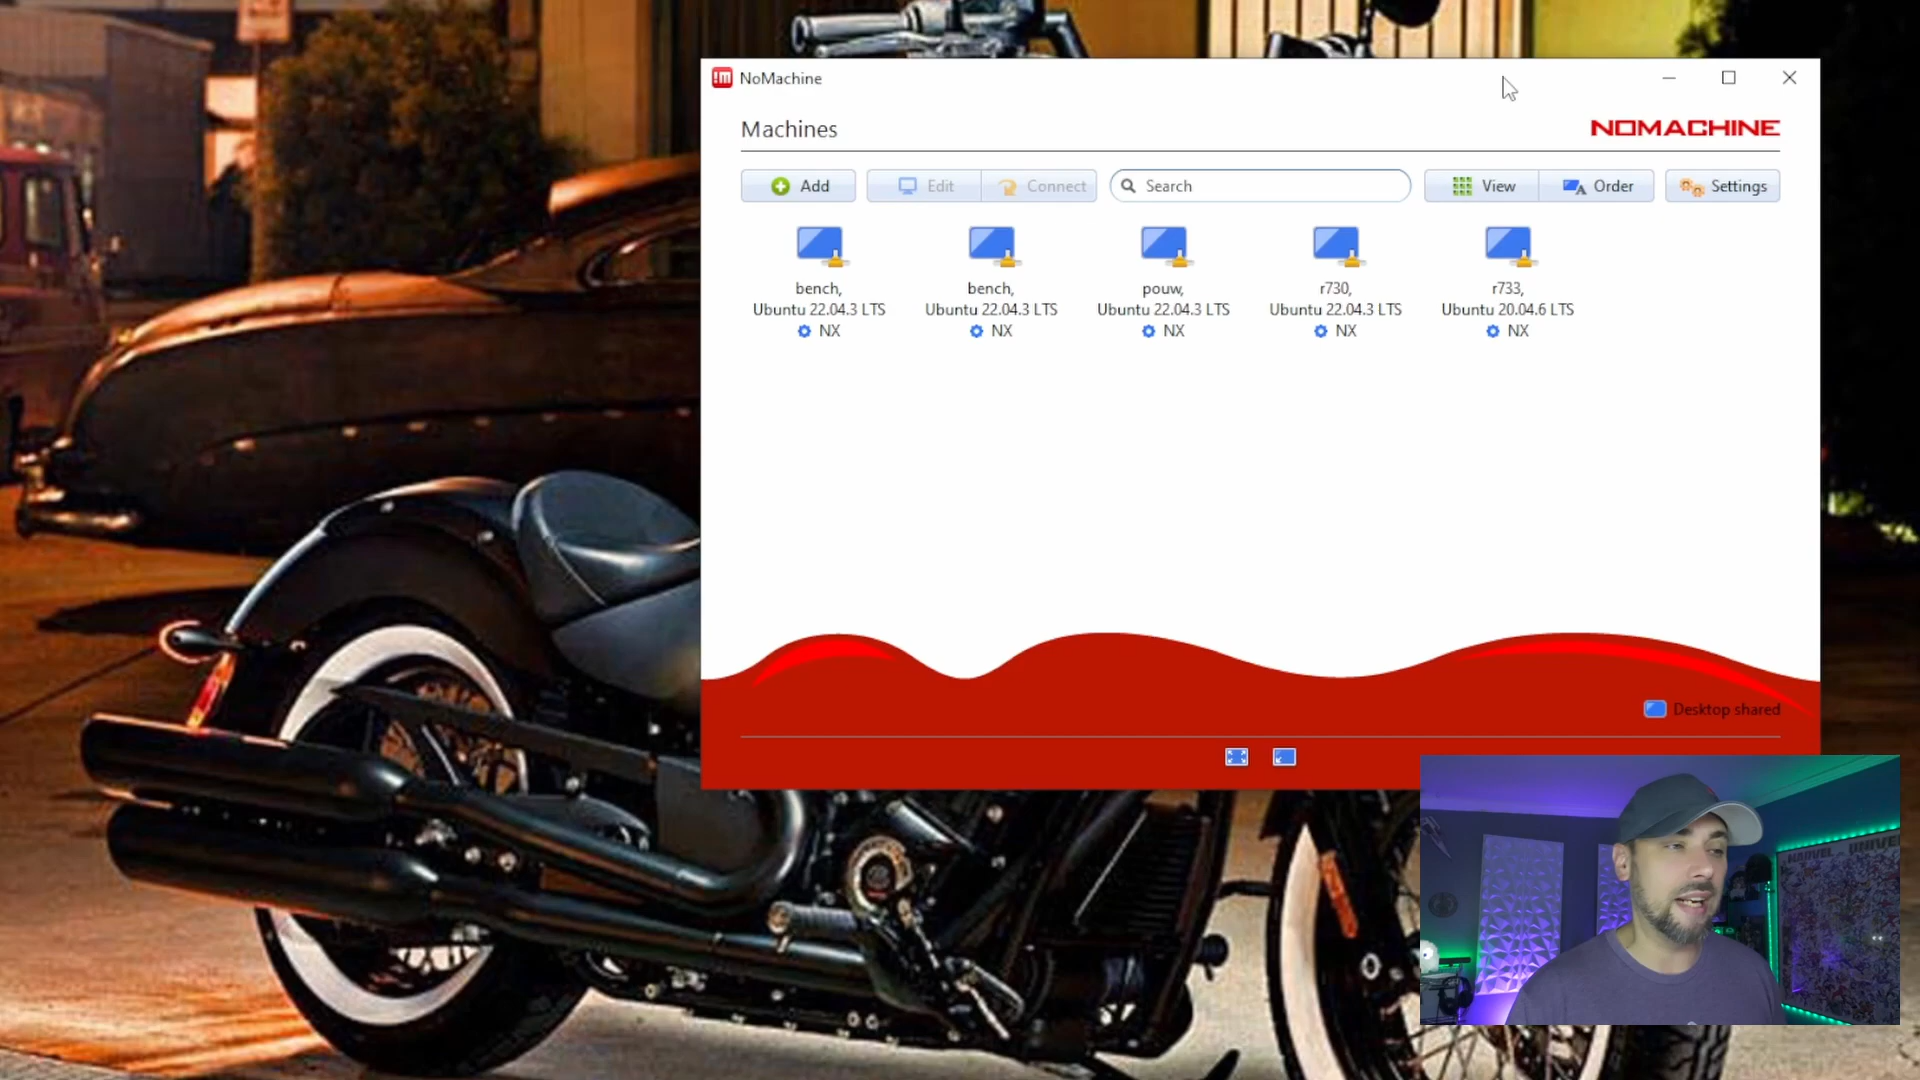 NoMachine
Machines
NOMACHINE
Add
Edit
Connect
Search
View
Order
Settings
bench,
Ubuntu 22.04.3 LTS
NX
bench,
Ubuntu 22.04.3 LTS
NX
pouw,
Ubuntu 22.04.3 LTS
NX
r730,
Ubuntu 22.04.3 LTS
NX
r733,
Ubuntu 20.04.6 LTS
NX
Desktop shared
MARVEL